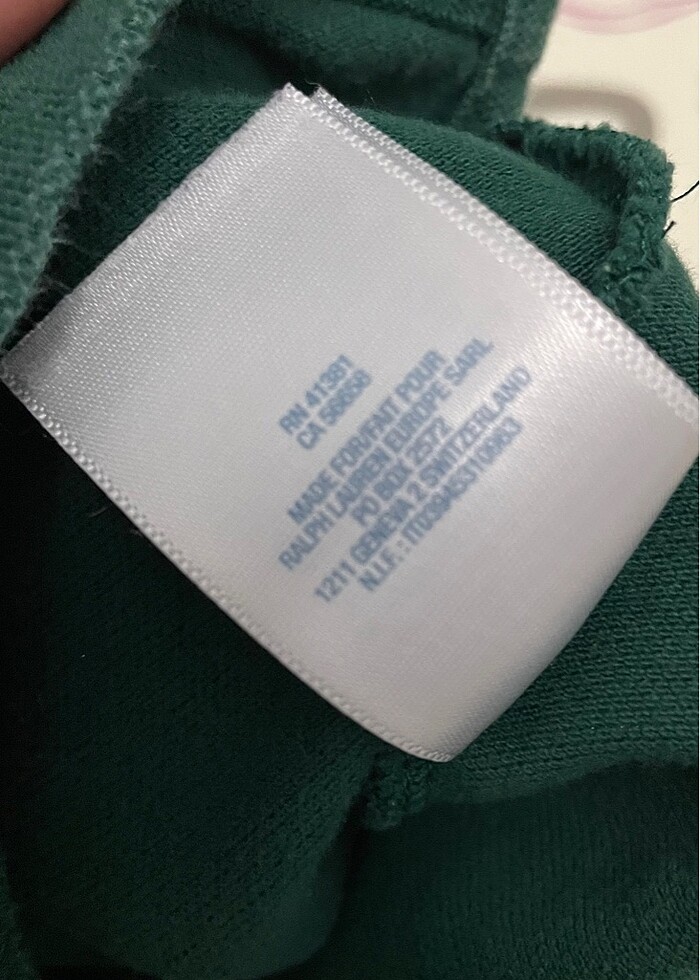 RN 41381
CA 56658
MADE FOR/FAIT POUR
RALPH LAUREN EUROPE SARL
PO BOX 2572
1211 GENEVA 2 SWITZERLAND
N.I.F. :